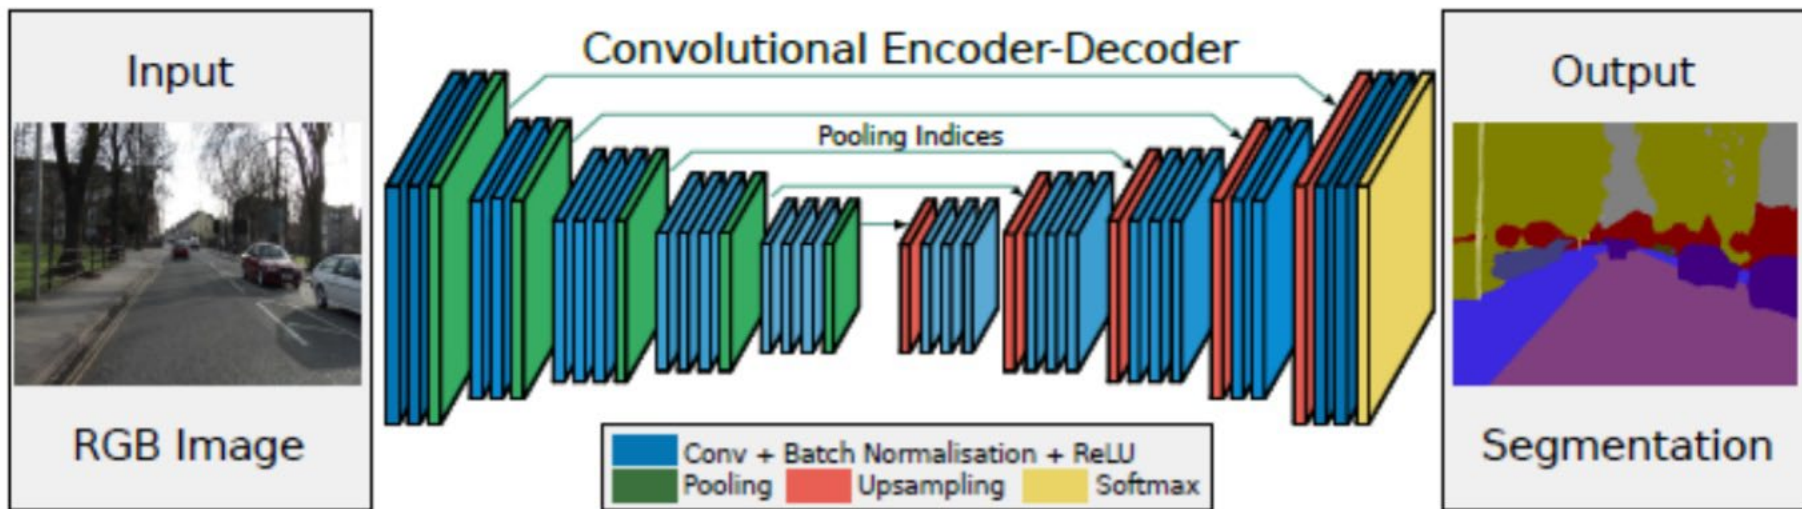 Input
RGB Image
Convolutional Encoder-Decoder
Pooling Indices
Conv + Batch Normalisation + ReLU
Pooling Upsampling Softmax
Output
Segmentation